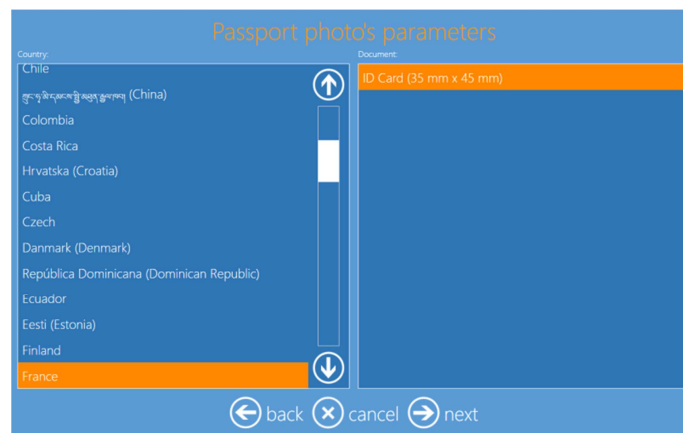 Passport photo's parameters
Country:
Document:
Chile
(China)
Colombia
Costa Rica
Hrvatska (Croatia)
Cuba
Czech
Danmark (Denmark)
República Dominicana (Dominican Republic)
Ecuador
Eesti (Estonia)
Finland
France
ID Card (35 mm x 45 mm)
back
cancel
next